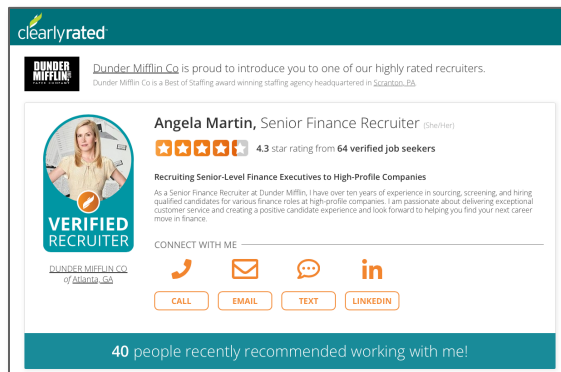 clearlyrated
DUNDER
MIFFLIN
PAPER COMPANY
Dunder Mifflin Co is proud to introduce you to one of our highly rated recruiters.
Dunder Mifflin Co is a Best of Staffing award winning staffing agency headquartered in Scranton, PA
Angela Martin, Senior Finance Recruiter (She/Her)
4.3 star rating from 64 verified job seekers
Recruiting Senior-Level Finance Executives to High-Profile Companies
As a Senior Finance Recruiter at Dunder Mifflin, I have over ten years of experience in sourcing, screening, and hiring
qualified candidates for various finance roles at high-profile companies. I am passionate about delivering exceptional
customer service and creating a positive candidate experience and look forward to helping you find your next career
move in finance.
VERIFIED
RECRUITER
DUNDER MIFFLIN CO
of Atlanta, GA
CONNECT WITH ME
in
CALL
EMAIL
TEXT
LINKEDIN
40 people recently recommended working with me!